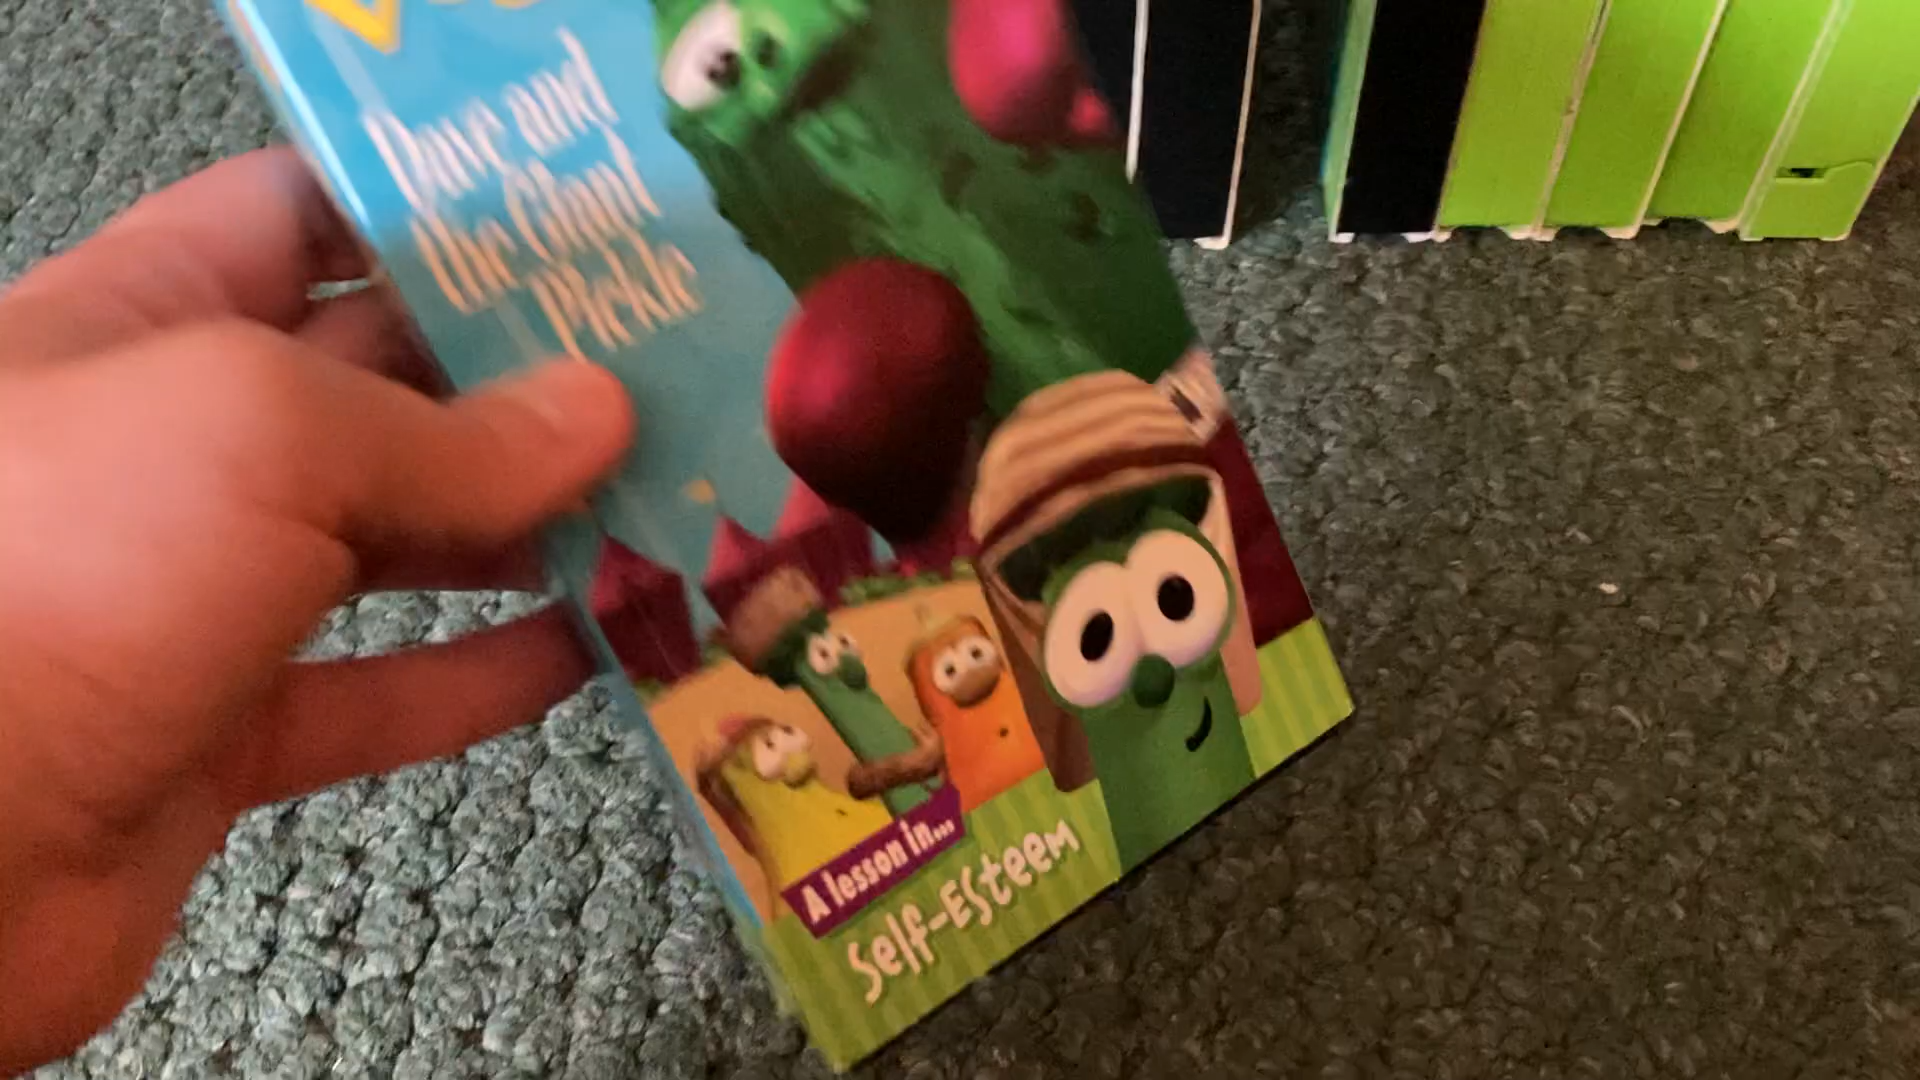 Dave and
the Giant
Pickle
A lesson in...
Self-Esteem